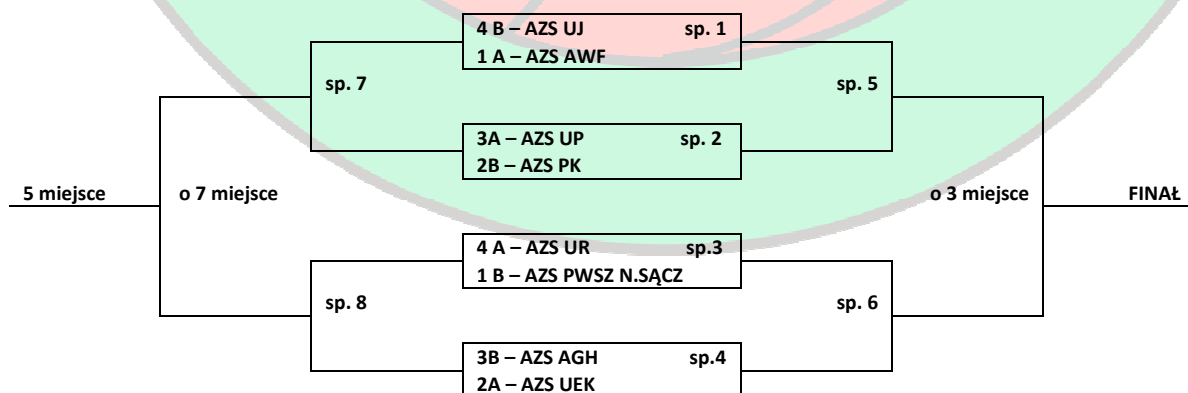 4 B – AZS UJ sp. 1
1 A – AZS AWF
sp. 7 sp. 5
3A – AZS UP sp. 2
2B – AZS PK
5 miejsce o 7 miejsce o 3 miejsce FINAŁ
4 A – AZS UR sp.3
1 B – AZS PWSZ N.SĄCZ
sp. 8 sp. 6
3B – AZS AGH sp.4
2A – AZS UEK